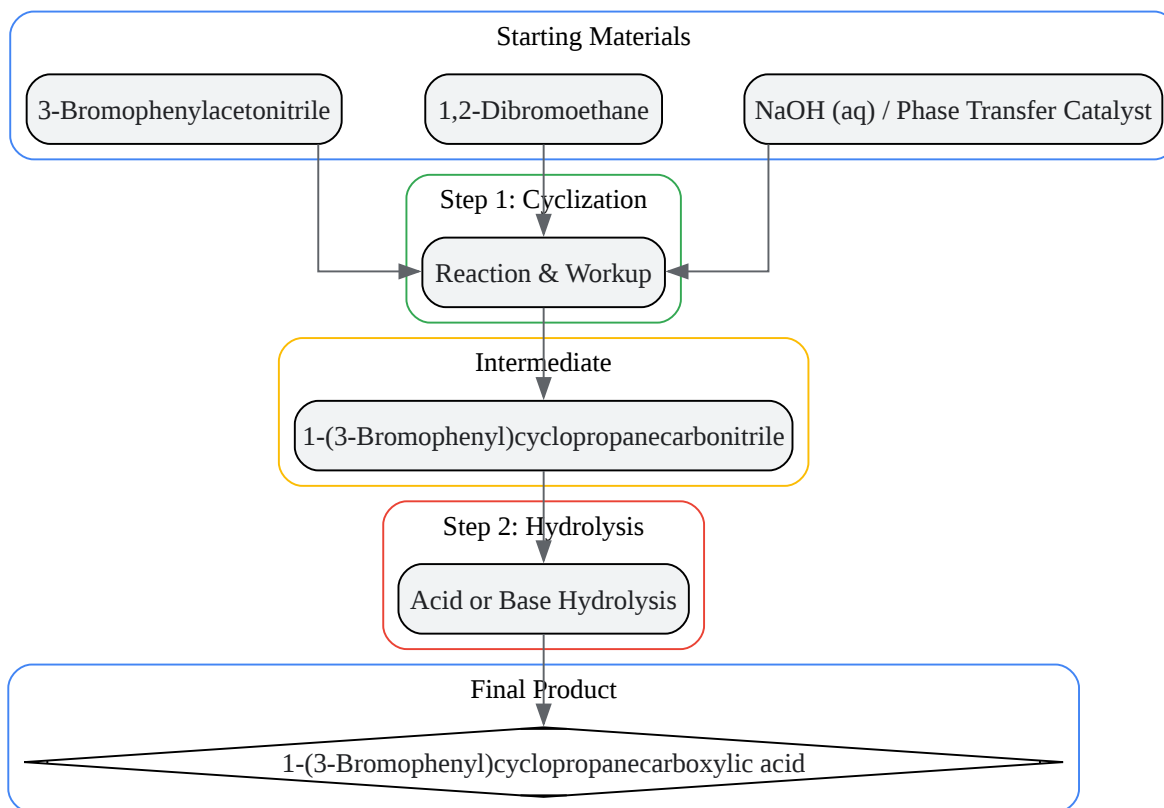 Starting Materials
3-Bromophenylacetonitrile
1,2-Dibromoethane
NaOH (aq) / Phase Transfer Catalyst
Step 1: Cyclization
Reaction & Workup
Intermediate
1-(3-Bromophenyl)cyclopropanecarbonitrile
Step 2: Hydrolysis
Acid or Base Hydrolysis
Final Product
1-(3-Bromophenyl)cyclopropanecarboxylic acid